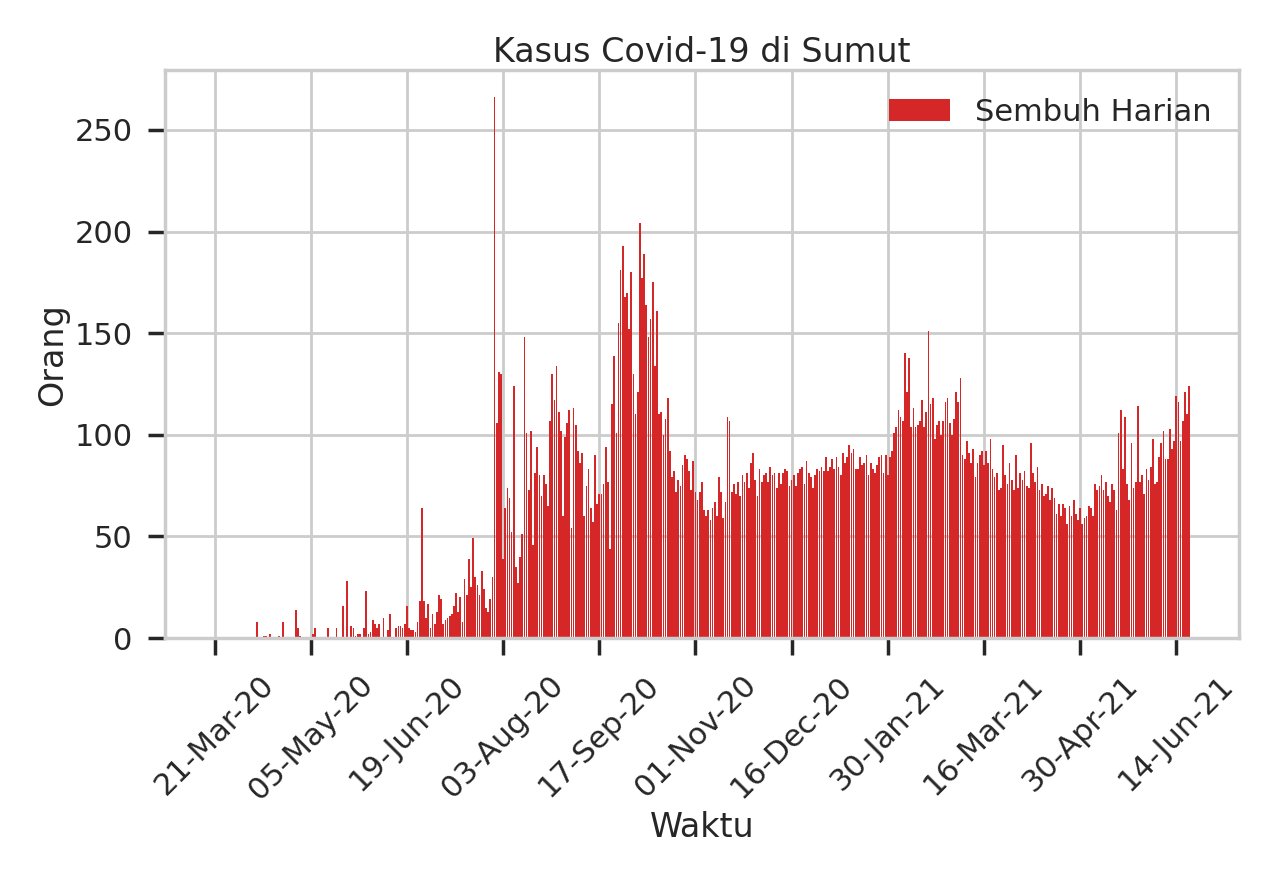 Kasus Covid-19 di Sumut
Sembuh Harian
Orang
250
200
150
100
50
0
21-Mar-20
05-May-20
19-Jun-20
03-Aug-20
17-Sep-20
01-Nov-20
16-Dec-20
30-Jan-21
16-Mar-21
30-Apr-21
14-Jun-21
Waktu